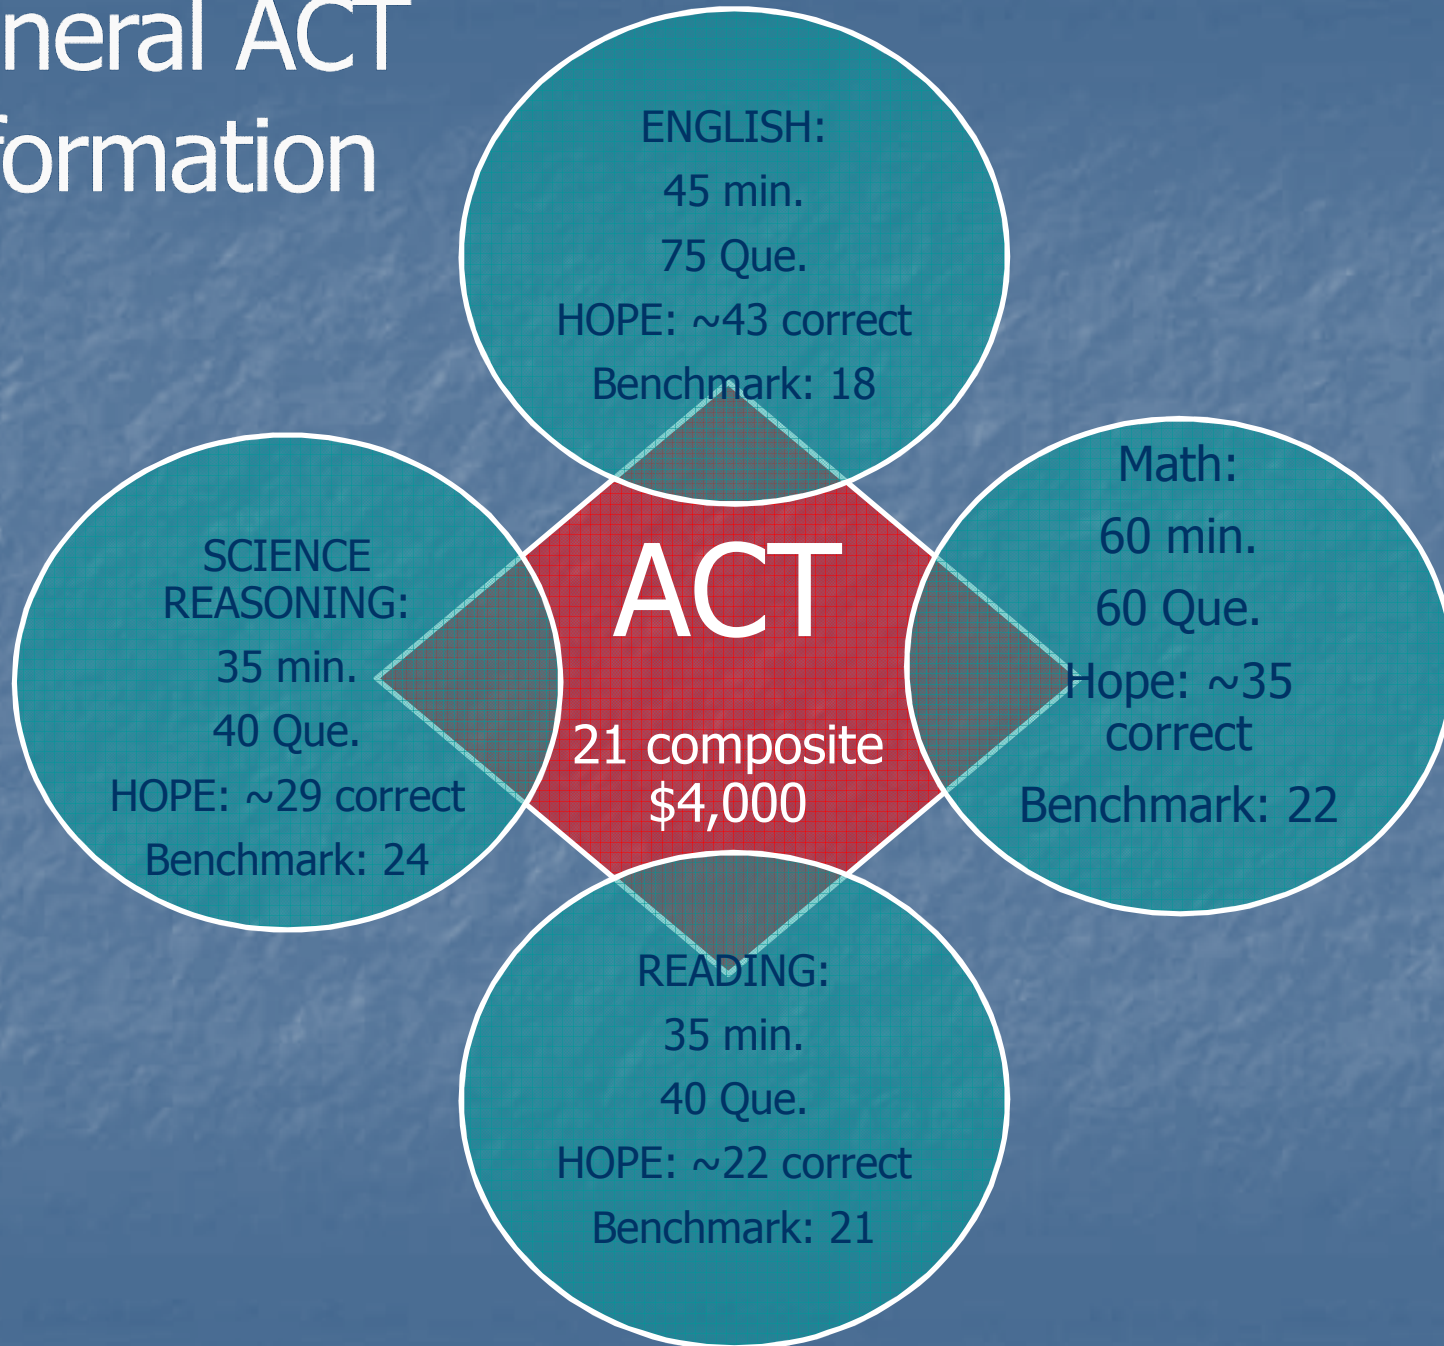 neral ACT
formation
ENGLISH:
45 min.
75 Que.
HOPE: ~43 correct
Benchmark: 18
Math:
60 min.
60 Que.
Hope: ~35
correct
Benchmark: 22
SCIENCE
REASONING:
35 min.
40 Que.
HOPE: ~29 correct
Benchmark: 24
ACT
21 composite
$4,000
READING:
35 min.
40 Que.
HOPE: ~22 correct
Benchmark: 21